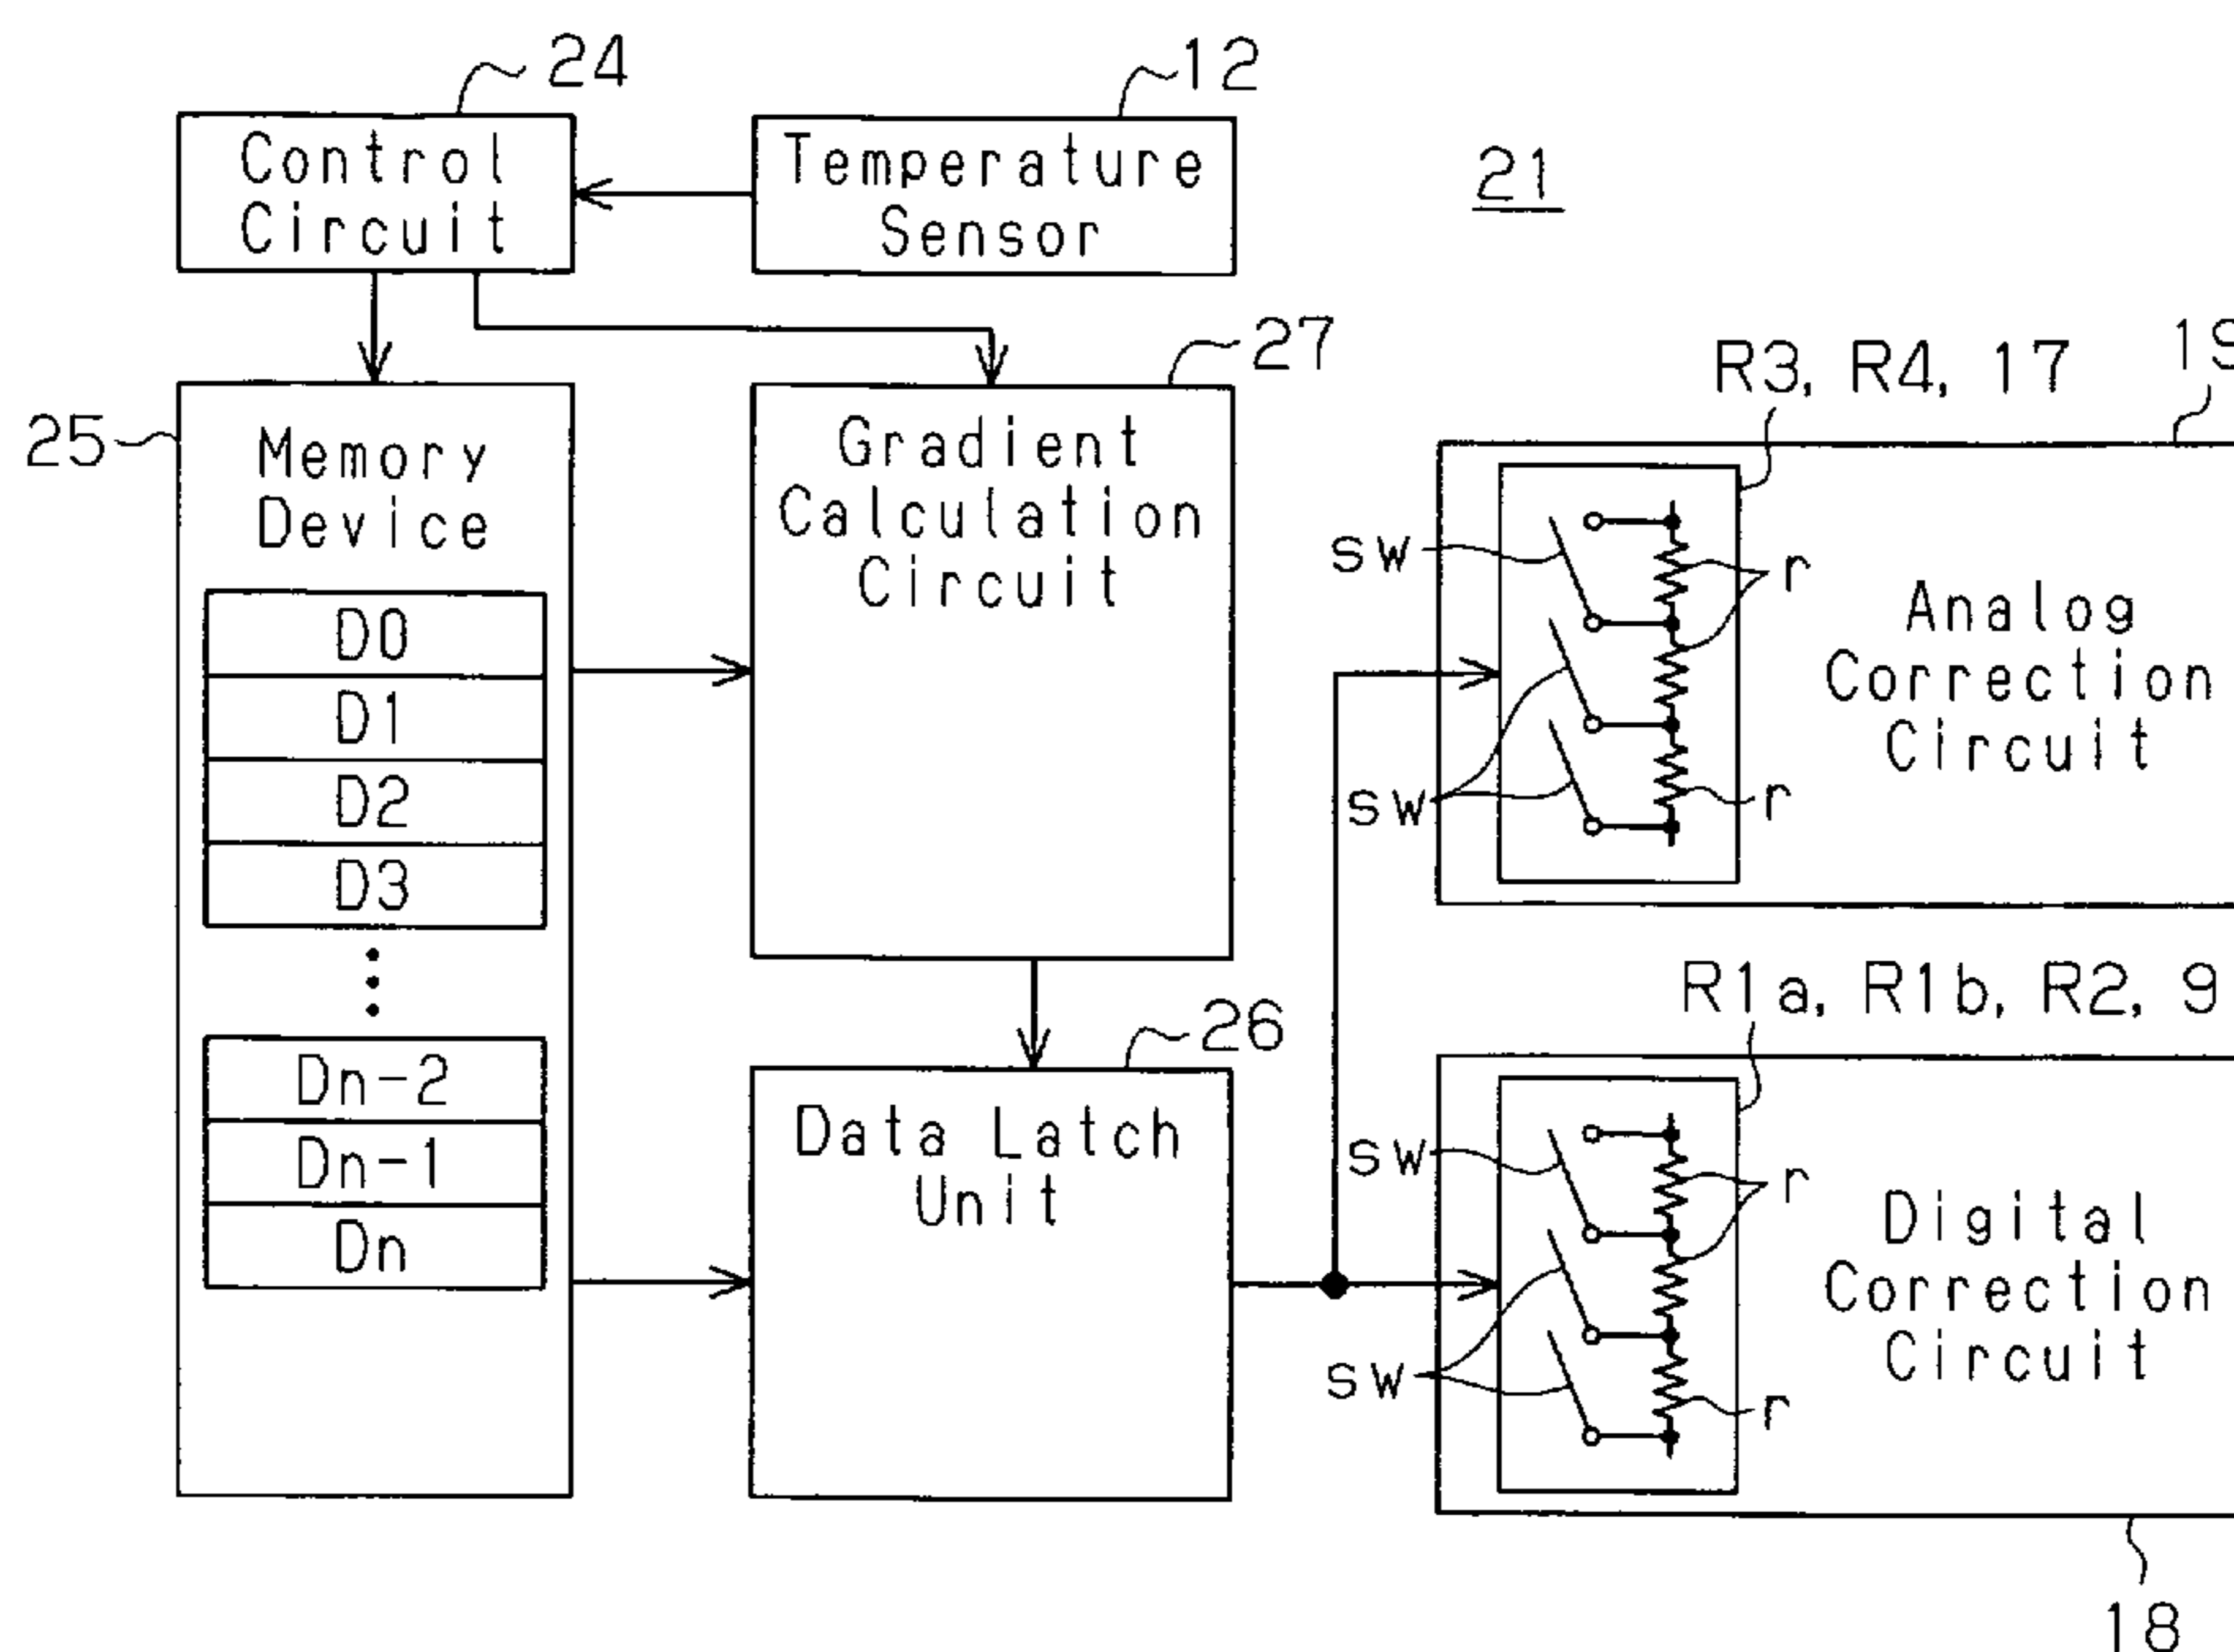 24
12
Control
Circuit
Temperature
Sensor
21
27
R3, R4, 17
19
25
Memory
Device
Gradient
Calculation
Circuit
sw
r
Analog
Correction
Circuit
sw
r
D0
D1
D2
D3
R1a, R1b, R2, 9
26
Dn-2
Dn-1
Dn
Data Latch
Unit
sw
r
Digital
Correction
Circuit
sw
r
18